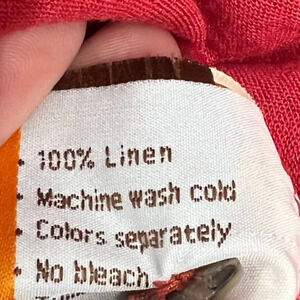 • 100% Linen
• Machine wash cold
• Colors separately
• No bleach